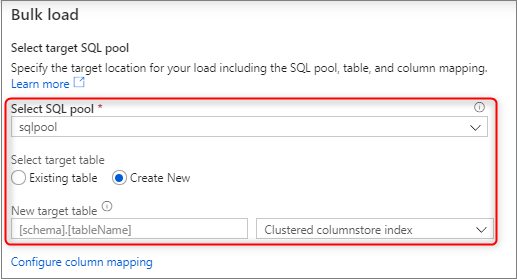 Bulk load
Select target SQL pool
Specify the target location for your load including the SQL pool, table, and column mapping.
Learn more
Select SQL pool *
sqlpool
Select target table
Existing table Create New
New target table
[schema].[tableName] Clustered columnstore index
Configure column mapping